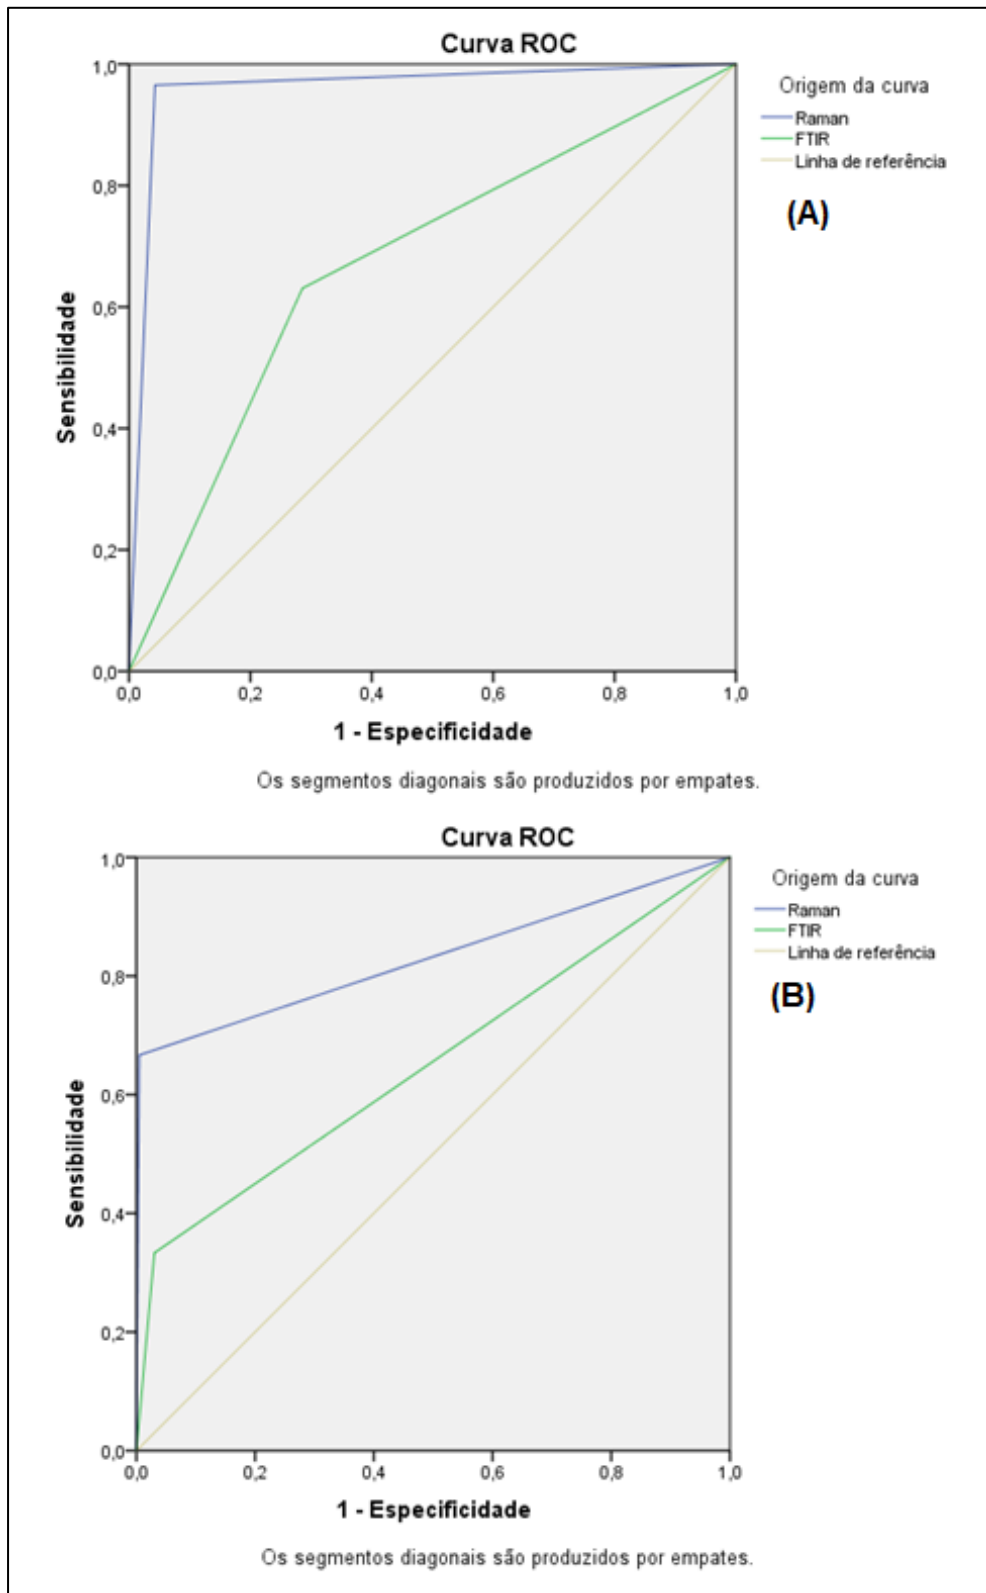 Curva ROC
Origem da curva
Raman
FTIR
Linha de referência
(A)
1,0
0,8
0,6
0,4
0,2
0,0
Sensibilidade
0,0 0,2 0,4 0,6 0,8 1,0
1 - Especificidade
Os segmentos diagonais são produzidos por empates.
Curva ROC
Origem da curva
Raman
FTIR
Linha de referência
(B)
1,0
0,8
0,6
0,4
0,2
0,0
Sensibilidade
0,0 0,2 0,4 0,6 0,8 1,0
1 - Especificidade
Os segmentos diagonais são produzidos por empates.